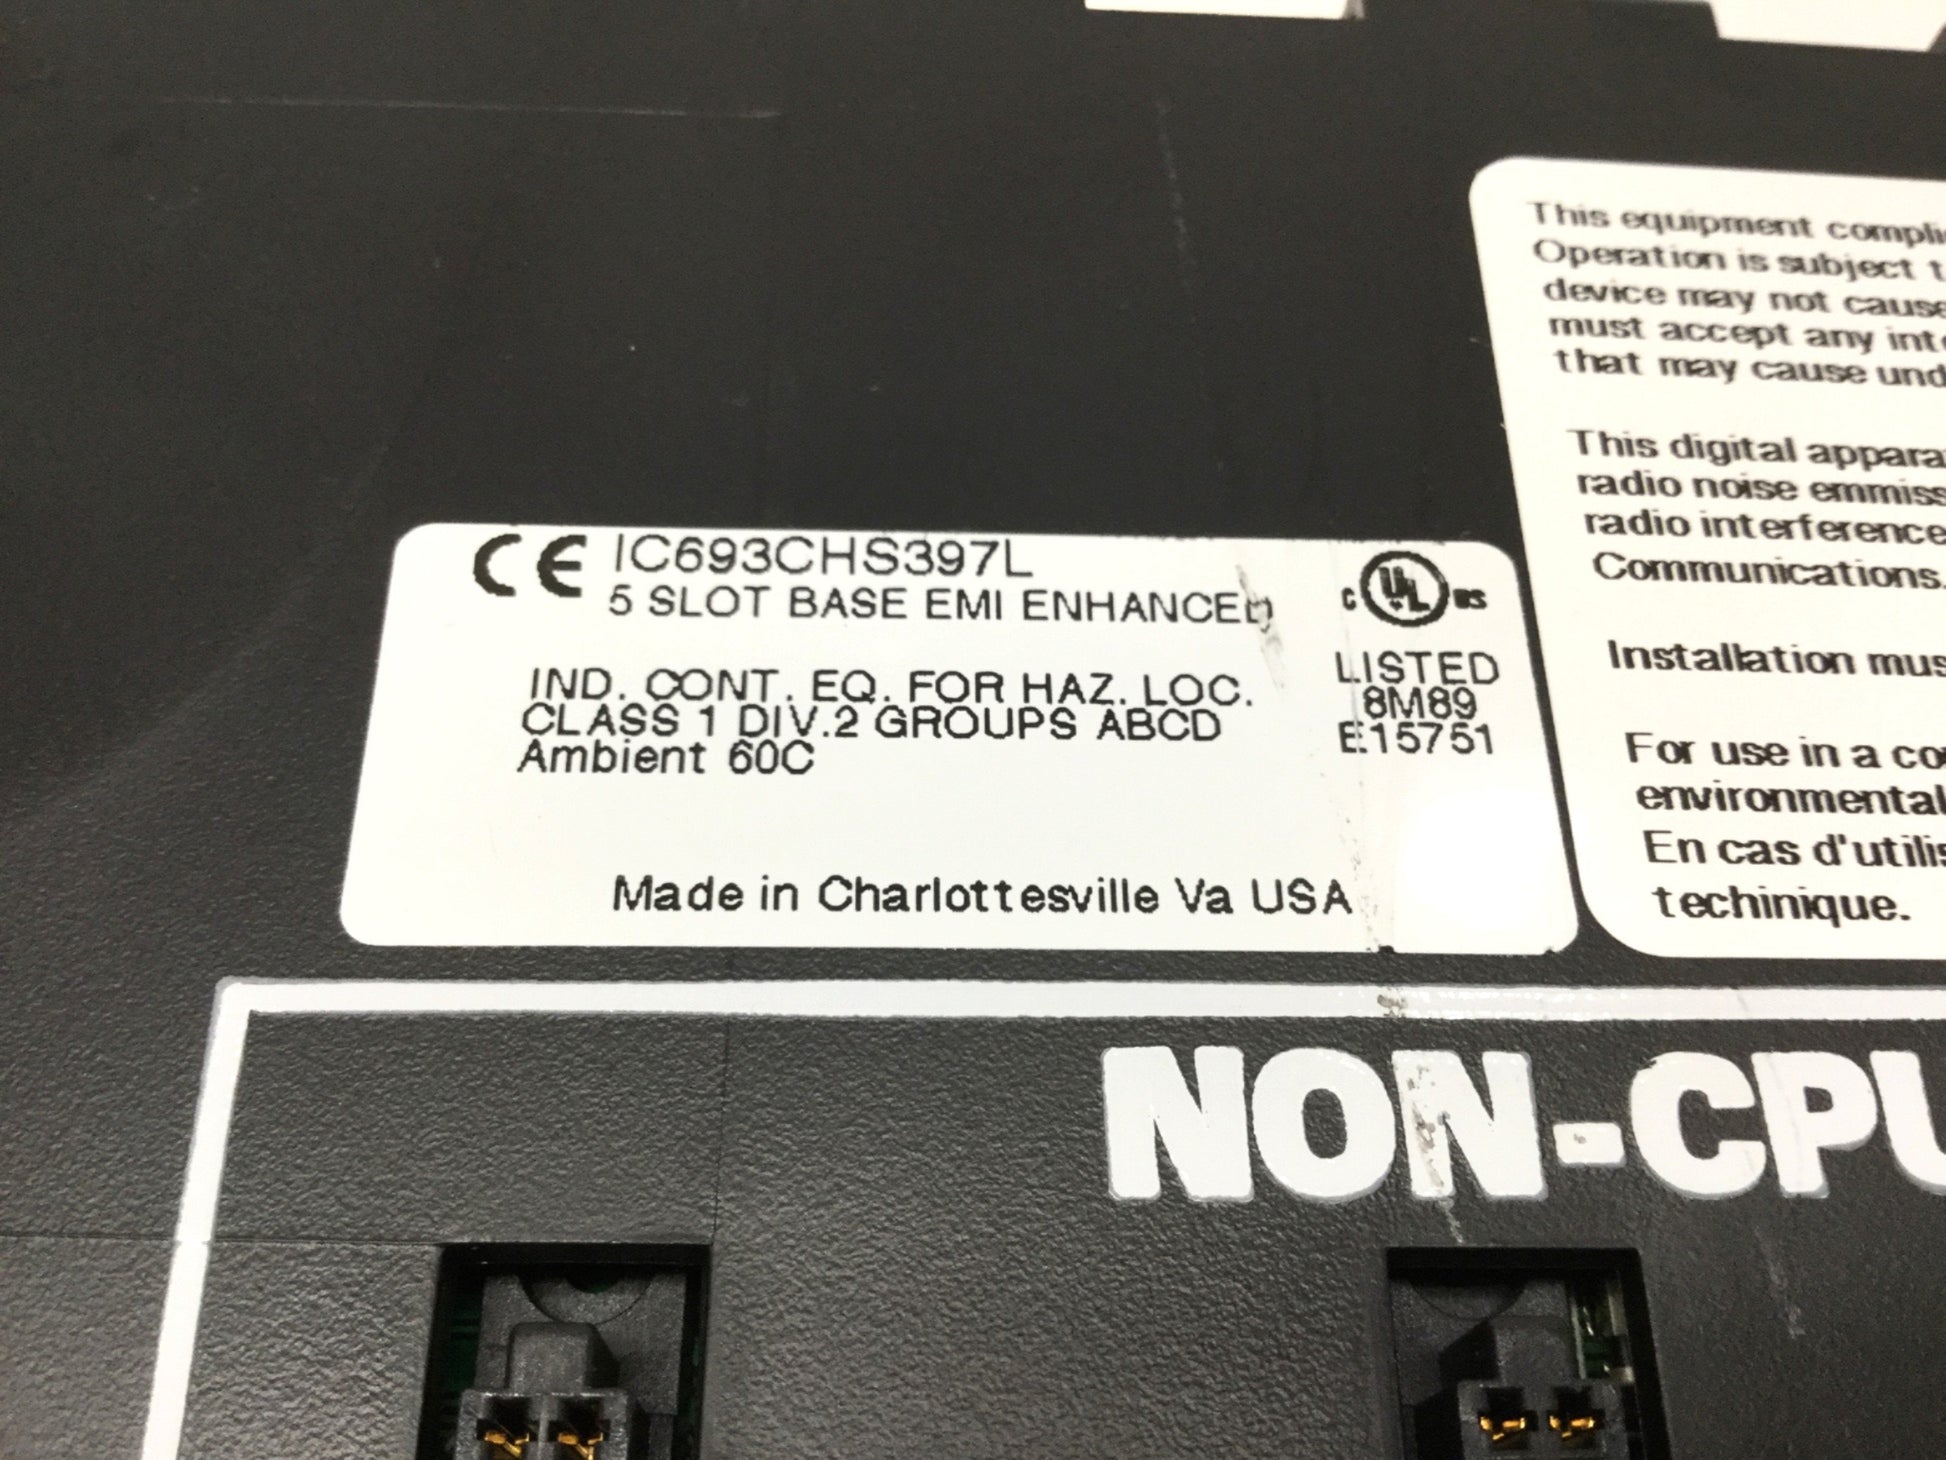 CE IC693CHS397L
5 SLOT BASE EMI ENHANCED
IND. CONT. EQ. FOR HAZ. LOC.
CLASS 1 DIV.2 GROUPS ABCD
Ambient 60C
Made in Charlottesville Va USA
C UL US
LISTED
8M89
E15751
This equipment compli
Operation is subject t
device may not cause
must accept any int
that may cause und
This digital appara
radio noise emmiss
radio interference
Communications.
Installation mus
For use in a co
environmental
En cas d'utilis
techinique.
NON-CPU